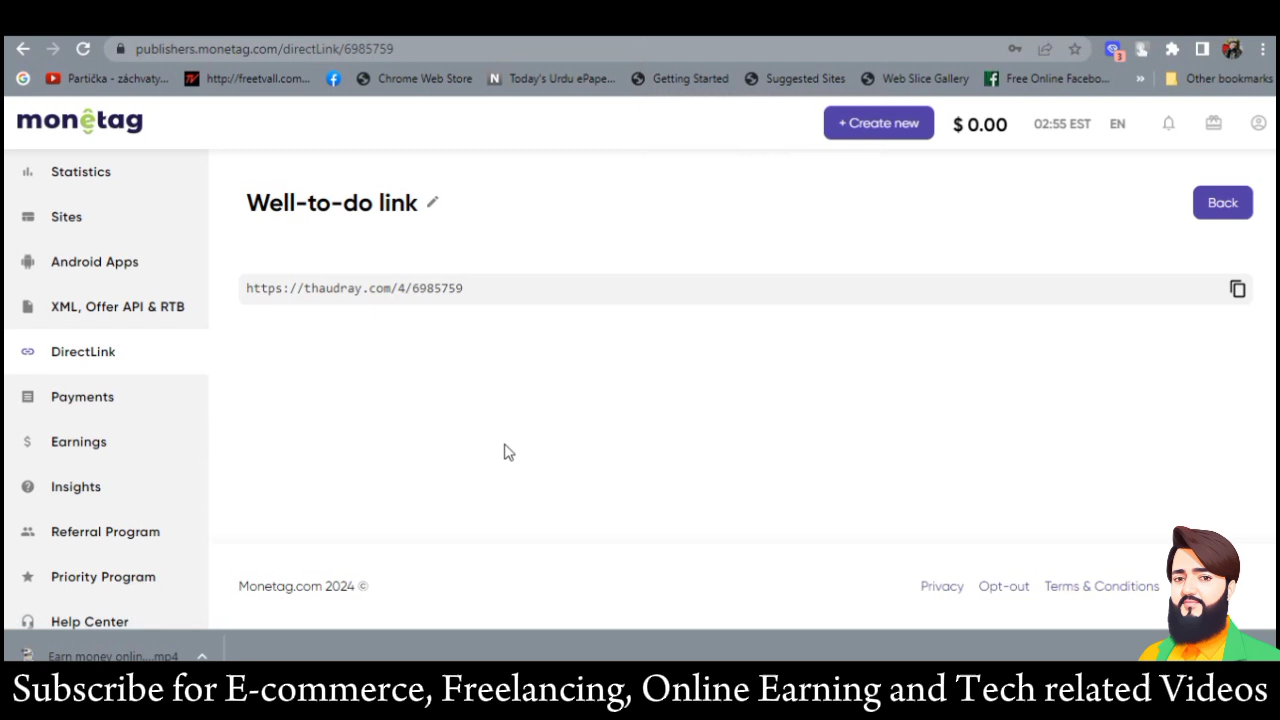 publishers.monetag.com/directLink/6985759
Partička - záchvaty... http://freetvall.com... Chrome Web Store Today's Urdu ePape... Getting Started Suggested Sites Web Slice Gallery Free Online Facebo... » Other bookmarks
monetag + Create new $ 0.00 02:55 EST EN
Statistics
Well-to-do link Back
Sites
Android Apps
https://thaudray.com/4/6985759
XML, Offer API & RTB
DirectLink
Payments
Earnings
Insights
Referral Program
Priority Program
Monetag.com 2024 © Privacy Opt-out Terms & Conditions
Help Center
Earn money onlin....mp4
Subscribe for E-commerce, Freelancing, Online Earning and Tech related Videos